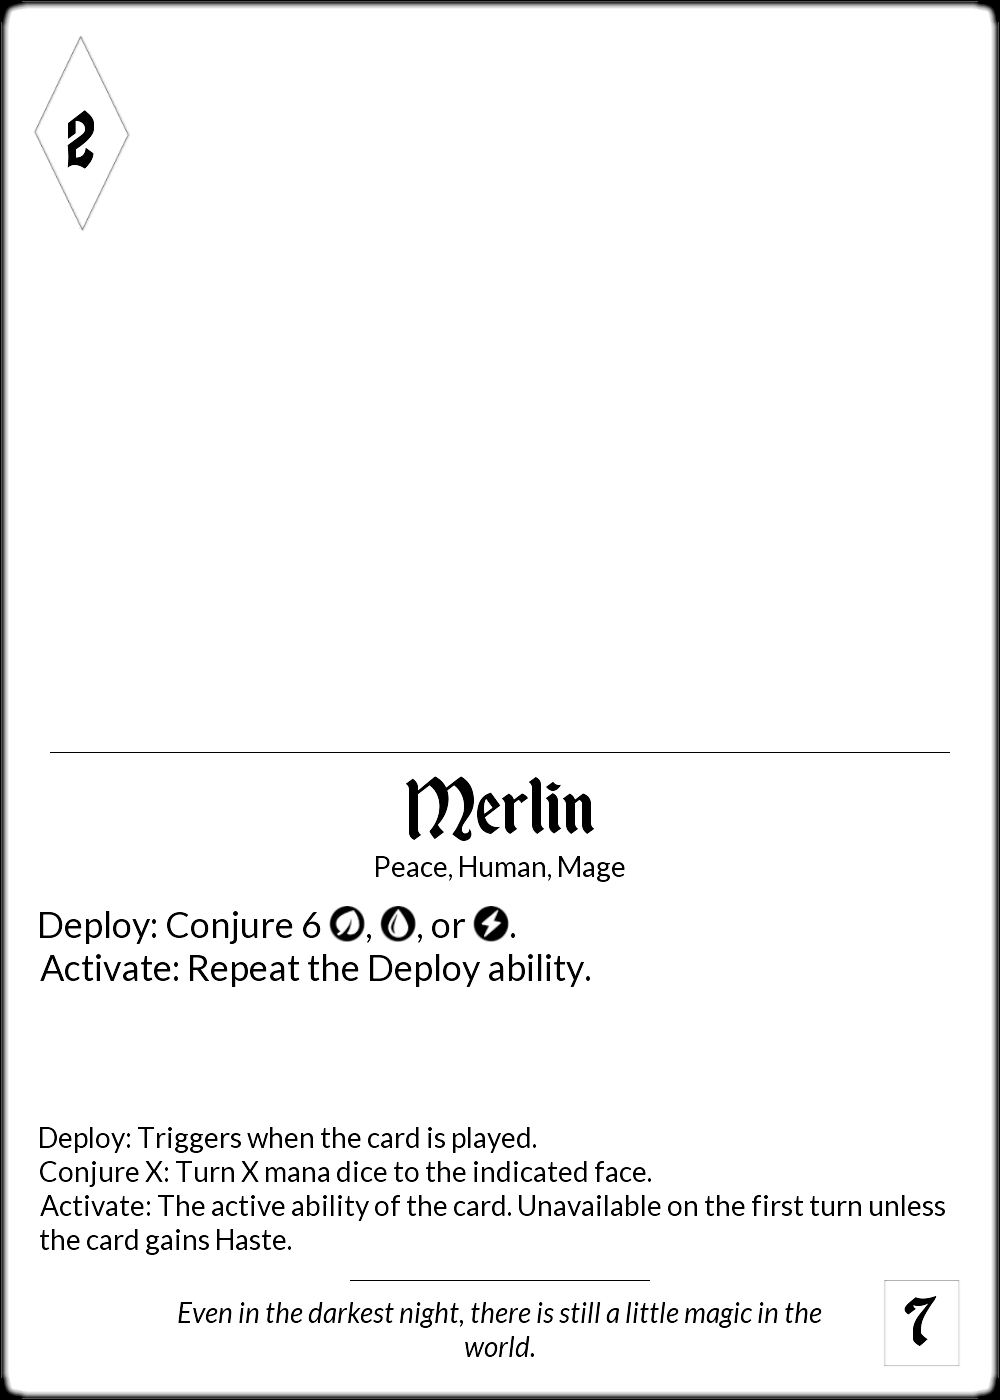 2
Merlin
Peace, Human, Mage
Deploy: Conjure 6 , , or .
Activate: Repeat the Deploy ability.
Deploy: Triggers when the card is played.
Conjure X: Turn X mana dice to the indicated face.
Activate: The active ability of the card. Unavailable on the first turn unless
the card gains Haste.
Even in the darkest night, there is still a little magic in the
world.
7